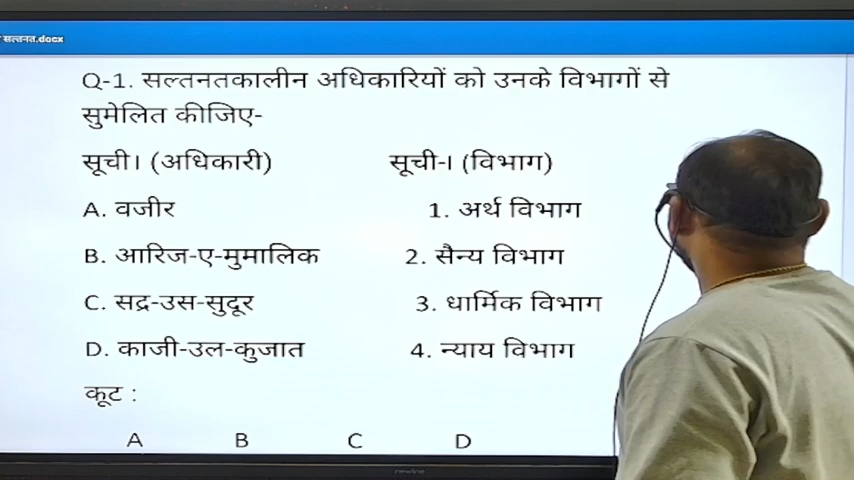 सल्तनत.docx
Q-1. सल्तनतकालीन अधिकारियों को उनके विभागों से
सुमेलित कीजिए-
सूची। (अधिकारी) सूची-। (विभाग)
A. वजीर 1. अर्थ विभाग
B. आरिज-ए-मुमालिक 2. सैन्य विभाग
C. सद्र-उस-सुदूर 3. धार्मिक विभाग
D. काजी-उल-कुजात 4. न्याय विभाग
कूट :
A B C D
newline